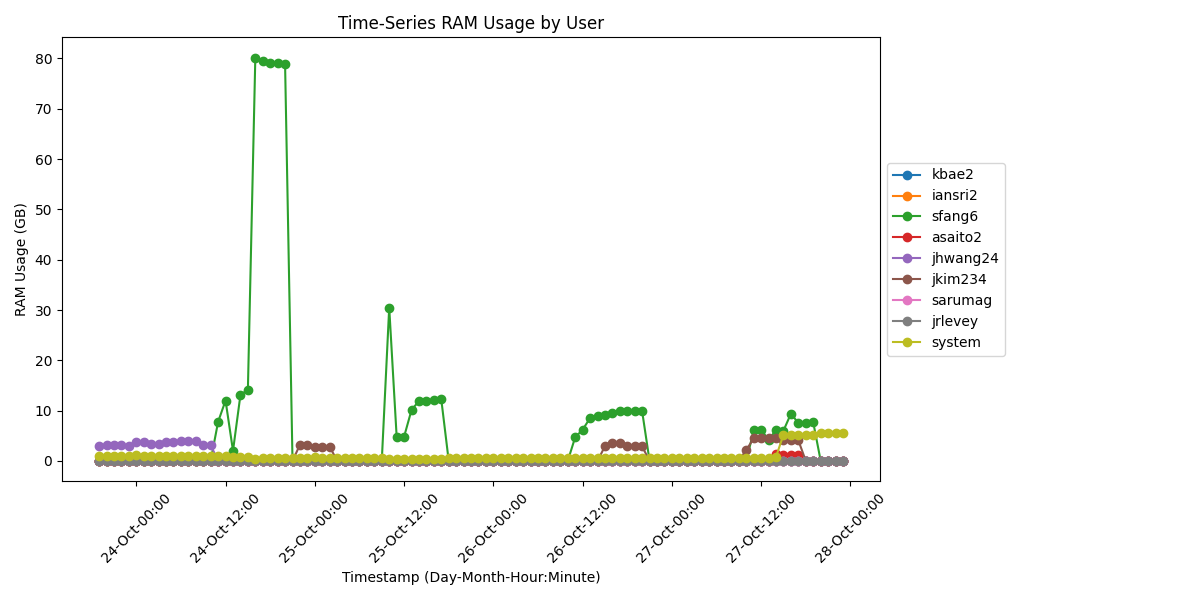 Time-Series RAM Usage by User
RAM Usage (GB)
80
70
60
50
40
30
20
10
0
24-Oct-00:00
24-Oct-12:00
25-Oct-00:00
25-Oct-12:00
26-Oct-00:00
26-Oct-12:00
27-Oct-00:00
27-Oct-12:00
28-Oct-00:00
Timestamp (Day-Month-Hour:Minute)
kbae2
iansri2
sfang6
asaito2
jhwang24
jkim234
sarumag
jrlevey
system